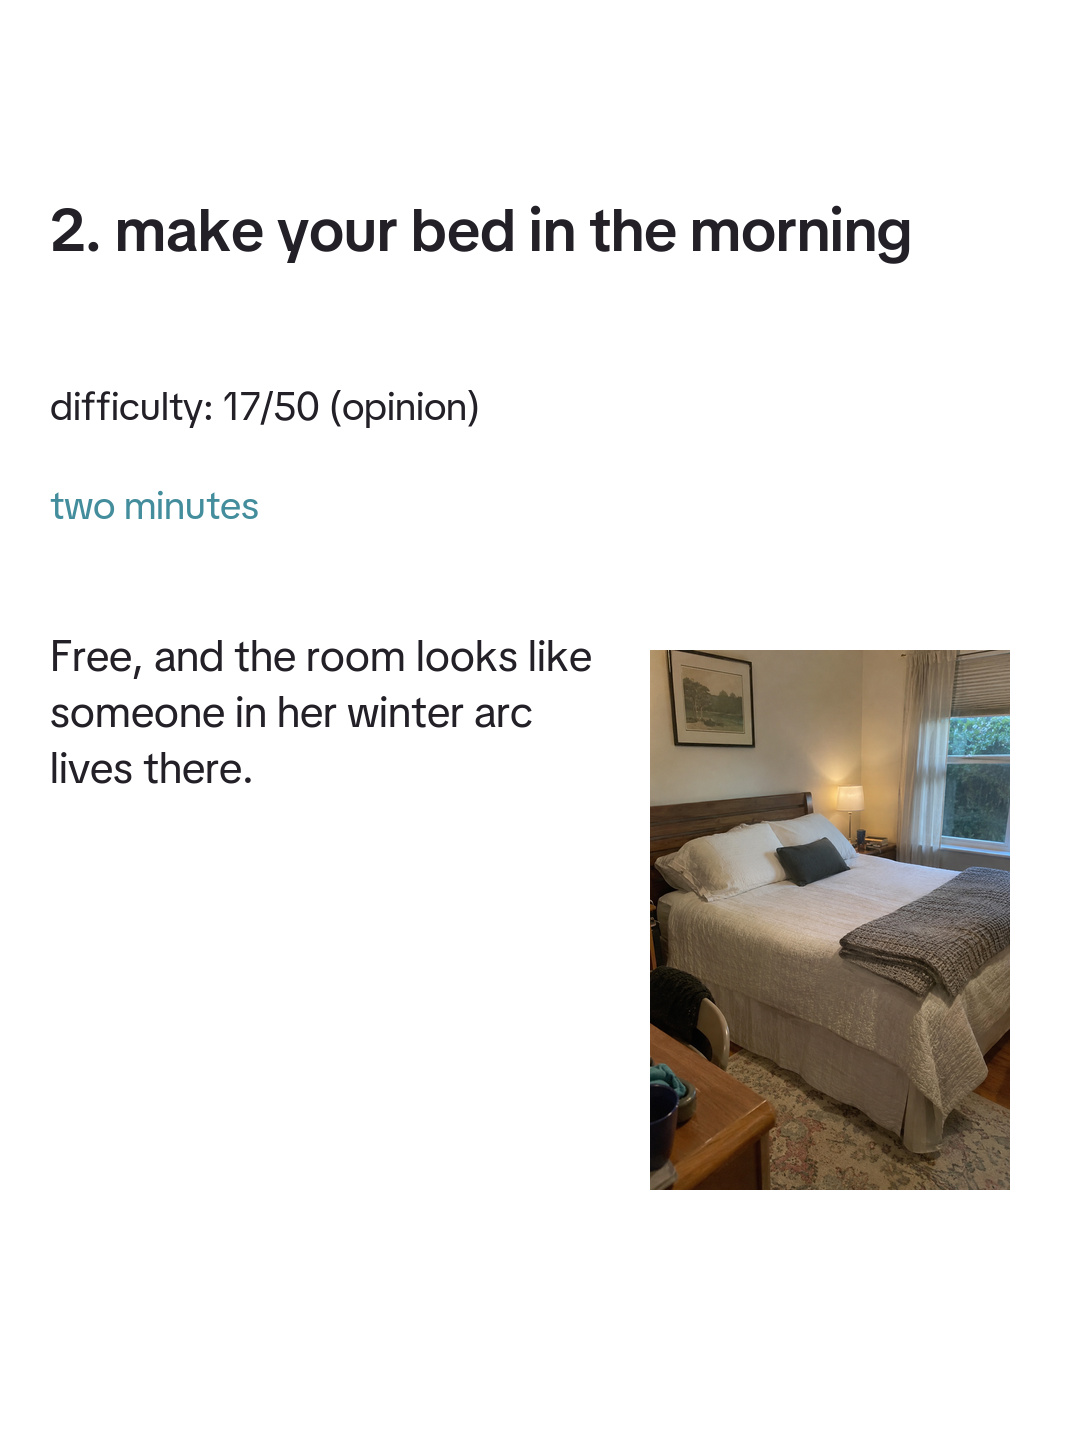 2. make your bed in the morning
difficulty: 17/50 (opinion)
two minutes
Free, and the room looks like
someone in her winter arc
lives there.